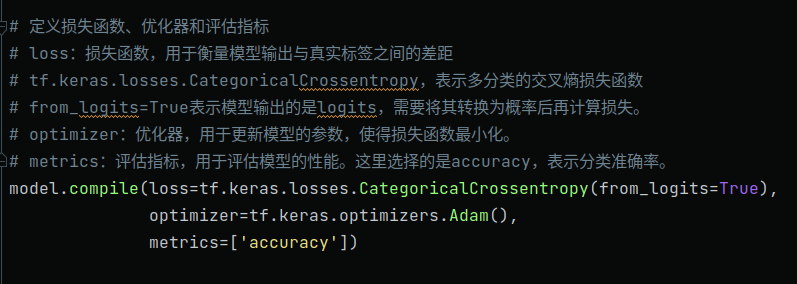 # 定义损失函数、优化器和评估指标
# loss：损失函数，用于衡量模型输出与真实标签之间的差距
# tf.keras.losses.CategoricalCrossentropy，表示多分类的交叉熵损失函数
# from_logits=True表示模型输出的是logits，需要将其转换为概率后再计算损失。
# optimizer：优化器，用于更新模型的参数，使得损失函数最小化。
# metrics：评估指标，用于评估模型的性能。这里选择的是accuracy，表示分类准确率。
model.compile(loss=tf.keras.losses.CategoricalCrossentropy(from_logits=True),
              optimizer=tf.keras.optimizers.Adam(),
              metrics=['accuracy'])